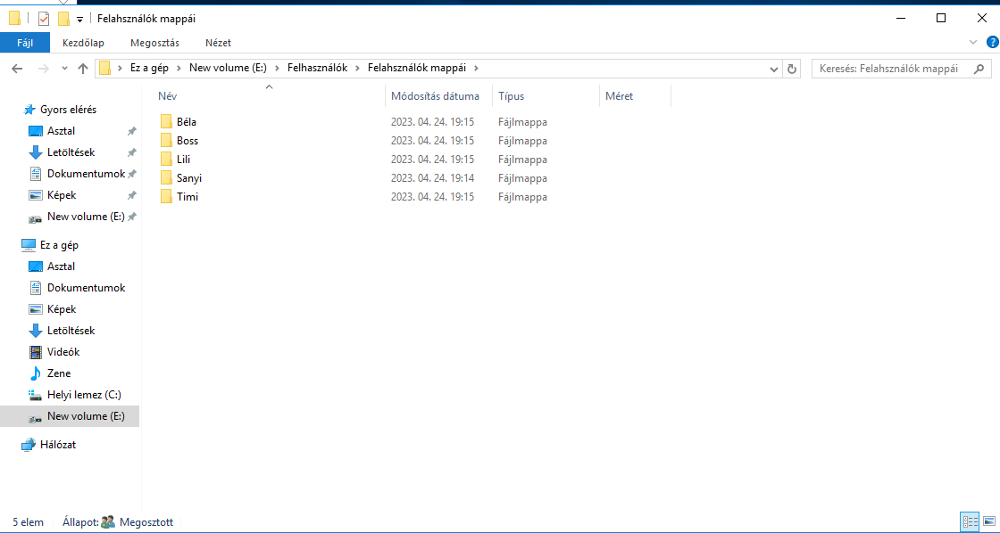 Felahsználók mappái
Fájl Kezdőlap Megosztás Nézet
Ez a gép New volume (E:) Felhasználók Felahsználók mappái
Keresés: Felahsználók mappái
Név Módosítás dátuma Típus Méret
Béla 2023. 04. 24. 19:15 Fájlmappa
Boss 2023. 04. 24. 19:15 Fájlmappa
Lili 2023. 04. 24. 19:15 Fájlmappa
Sanyi 2023. 04. 24. 19:14 Fájlmappa
Timi 2023. 04. 24. 19:15 Fájlmappa
Gyors elérés
Asztal
Letöltések
Dokumentumok
Képek
New volume (E:)
Ez a gép
Asztal
Dokumentumok
Képek
Letöltések
Videók
Zene
Helyi lemez (C:)
New volume (E:)
Hálózat
5 elem Állapot: Megosztott